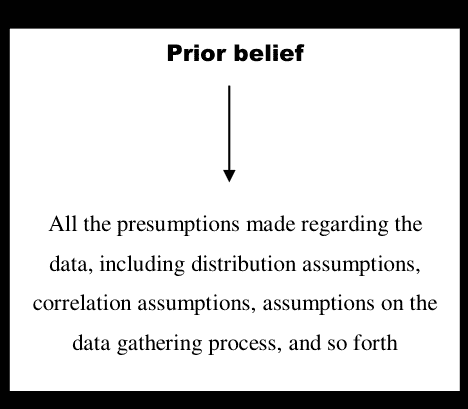 Prior belief
All the presumptions made regarding the
data, including distribution assumptions,
correlation assumptions, assumptions on the
data gathering process, and so forth